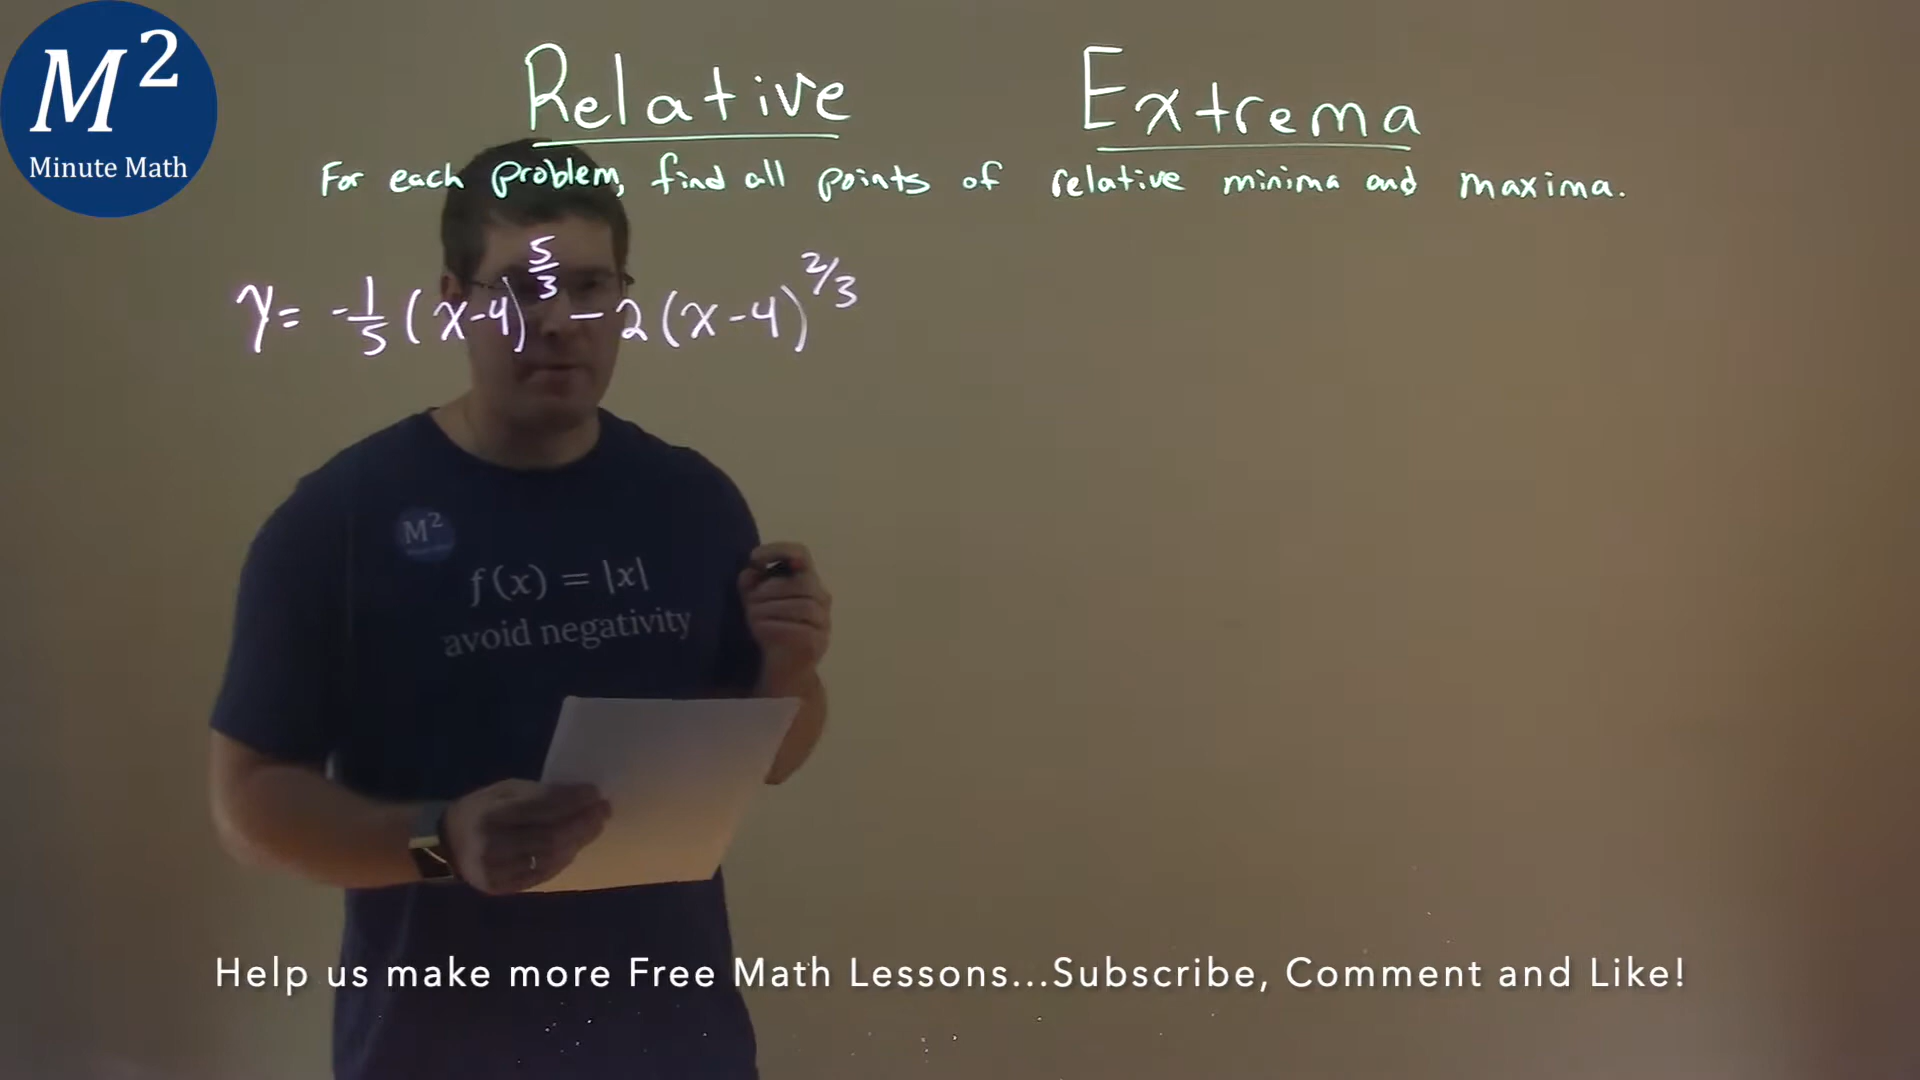 M²
Minute Math
Relative Extrema
For each problem, find all points of relative minima and maxima.
y = -1/5 (x-4)^5/3 - 2(x-4)^2/3
M²
f(x) = |x|
avoid negativity
Help us make more Free Math Lessons...Subscribe, Comment and Like!